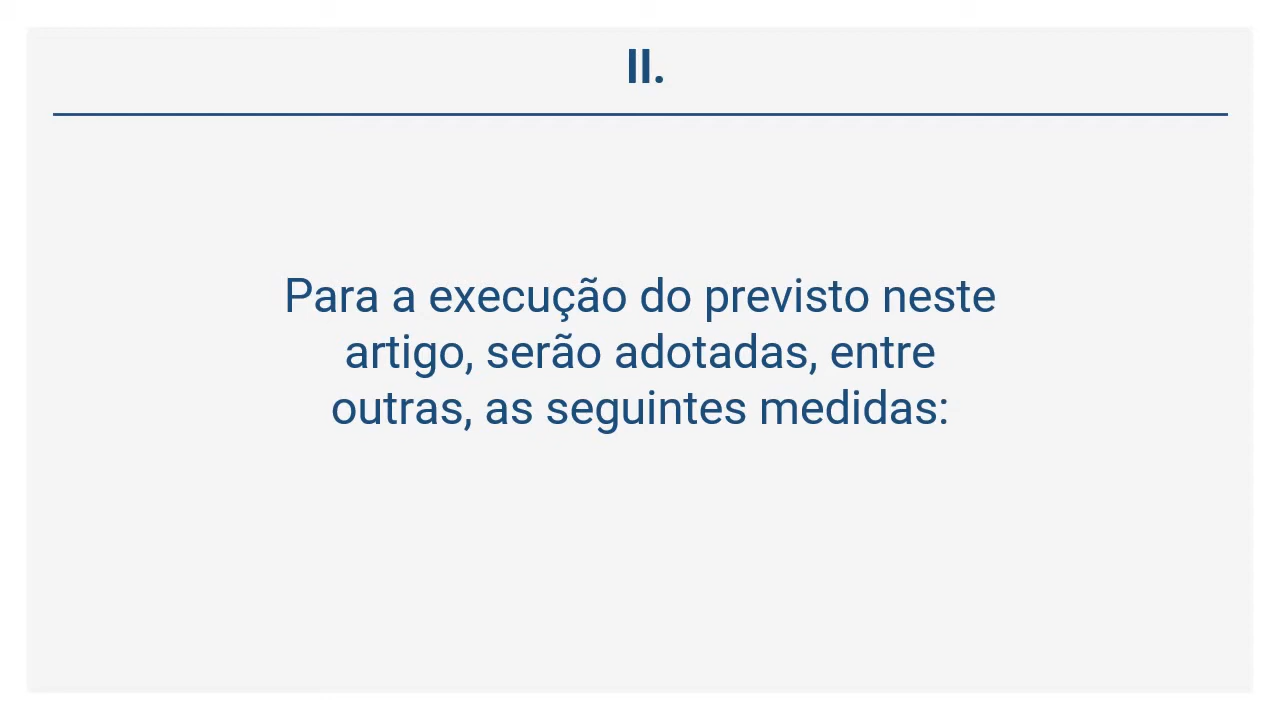 II.
Para a execução do previsto neste
artigo, serão adotadas, entre
outras, as seguintes medidas: